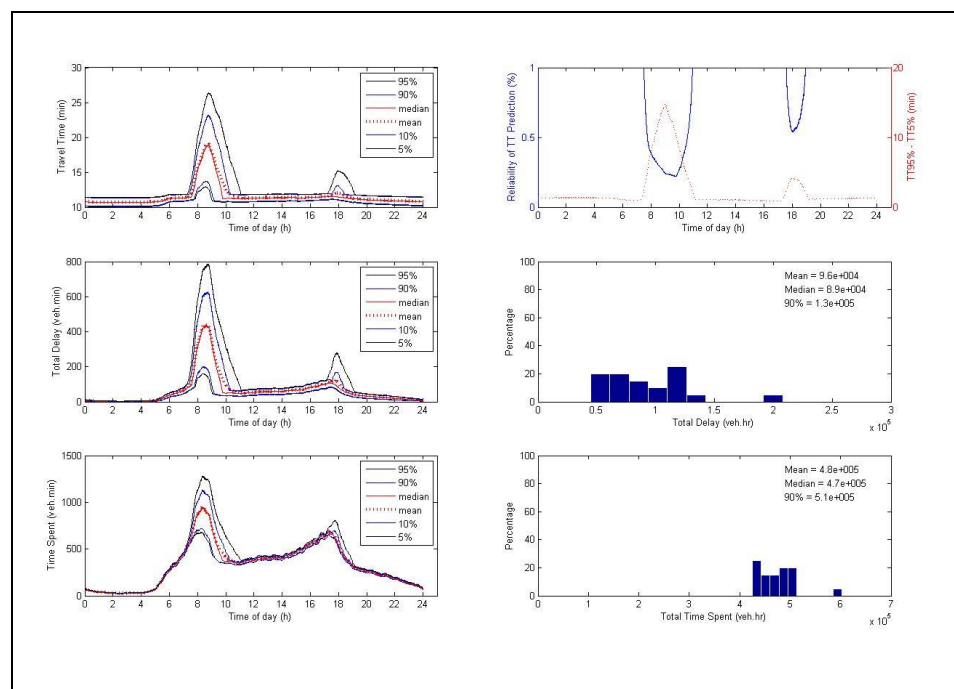 30
25
20
15
10
Travel Time (min)
0 2 4 6 8 10 12 14 16 18 20 22 24
Time of day (h)
95%
90%
median
mean
10%
5%
1
0.5
0
Reliability of TT Prediction (%)
20
10
0
TT95% - TT5% (min)
0 2 4 6 8 10 12 14 16 18 20 22 24
Time of day (h)
800
600
400
200
0
Total Delay (veh.min)
0 2 4 6 8 10 12 14 16 18 20 22 24
Time of day (h)
95%
90%
median
mean
10%
5%
100
80
60
40
20
0
Percentage
Mean = 9.6e+004
Median = 8.9e+004
90% = 1.3e+005
0 0.5 1 1.5 2 2.5 3
Total Delay (veh.hr)
x 10^5
1500
1000
500
0
Time Spent (veh.min)
0 2 4 6 8 10 12 14 16 18 20 22 24
Time of day (h)
95%
90%
median
mean
10%
5%
100
80
60
40
20
0
Percentage
Mean = 4.8e+005
Median = 4.7e+005
90% = 5.1e+005
0 1 2 3 4 5 6 7
Total Time Spent (veh.hr)
x 10^5